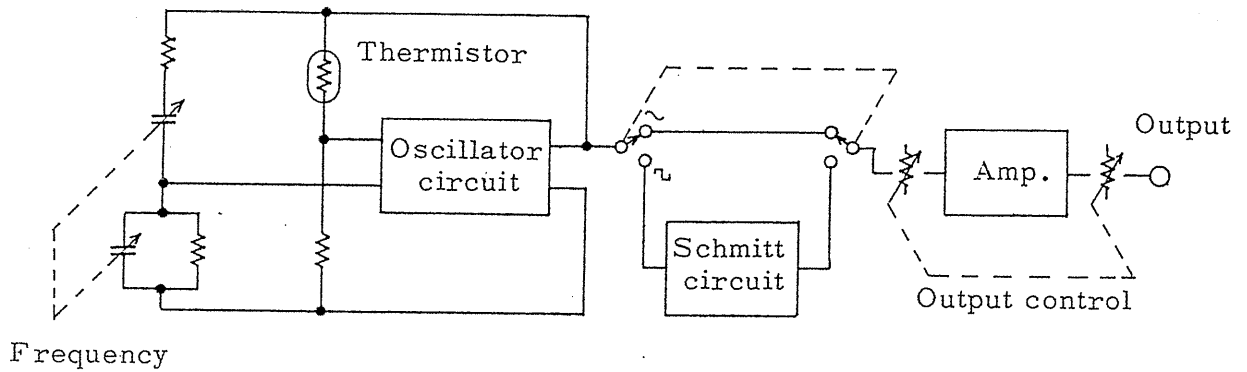 Thermistor
Output
Oscillator
circuit
Amp.
Schmitt
circuit
Output control
Frequency